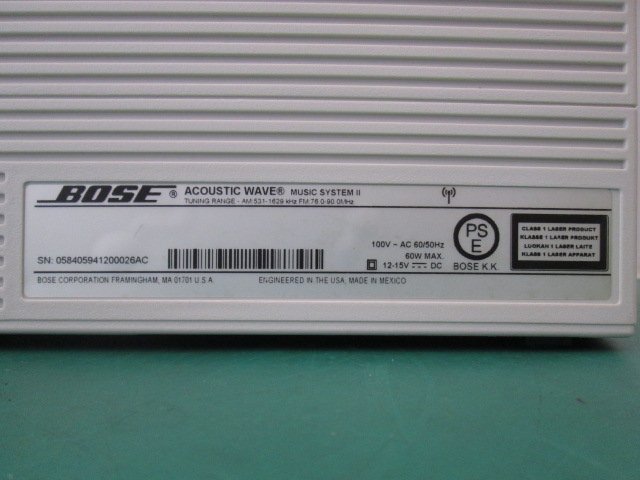 BOSE® ACOUSTIC WAVE® MUSIC SYSTEM II
TUNING RANGE - AM:531-1629 kHz FM:76.0-90.0MHz
PS
E
BOSE K.K
CLASS 1 LASER PRODUCT
KLASSE 1 LASER PRODUKT
LUOKAN 1 LASER LAITE
KLASS 1 LASER APPARAT
100V ~ AC 60/50Hz
60W MAX.
12-15V ⎓ DC
SN: 058405941200026AC
BOSE CORPORATION FRAMINGHAM, MA 01701 U.S.A. ENGINEERED IN THE USA, MADE IN MEXICO